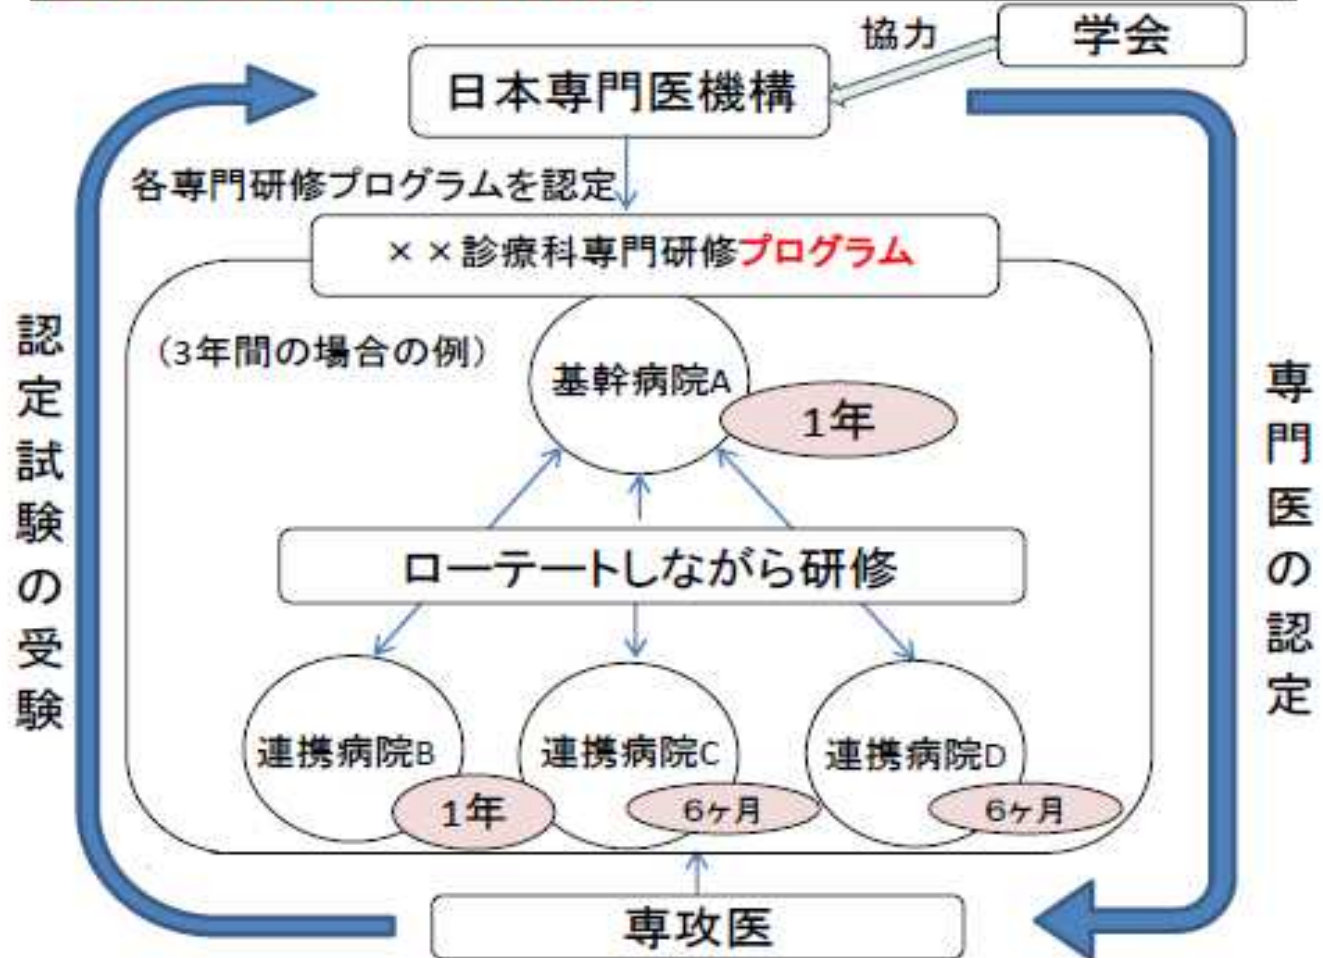 学会
協力
日本専門医機構
各専門研修プログラムを認定
××診療科専門研修プログラム
（3年間の場合の例）
基幹病院A
1年
ローテートしながら研修
連携病院B
1年
連携病院C
6ヶ月
連携病院D
6ヶ月
専攻医
認定試験の受験
専門医の認定